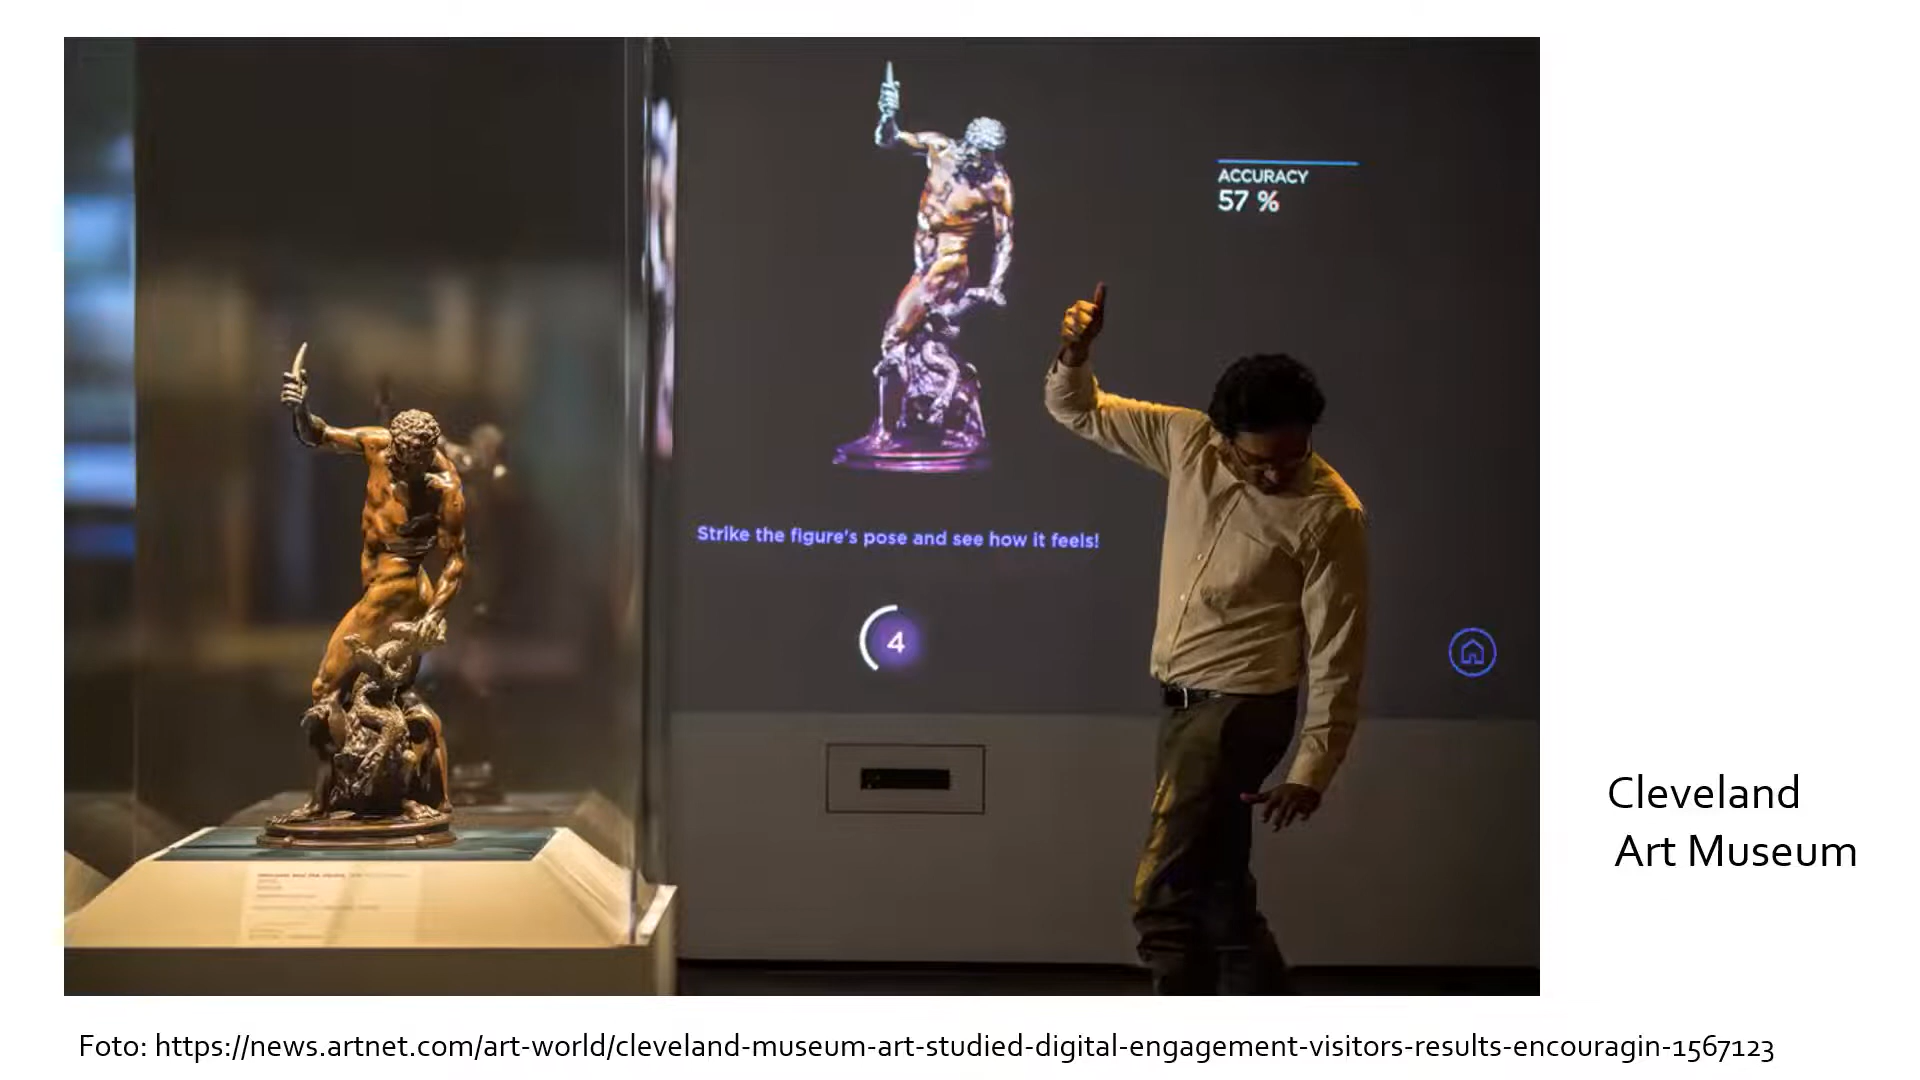 ACCURACY
57 %
Strike the figure's pose and see how it feels!
4
Cleveland
Art Museum
Foto: https://news.artnet.com/art-world/cleveland-museum-art-studied-digital-engagement-visitors-results-encouragin-1567123